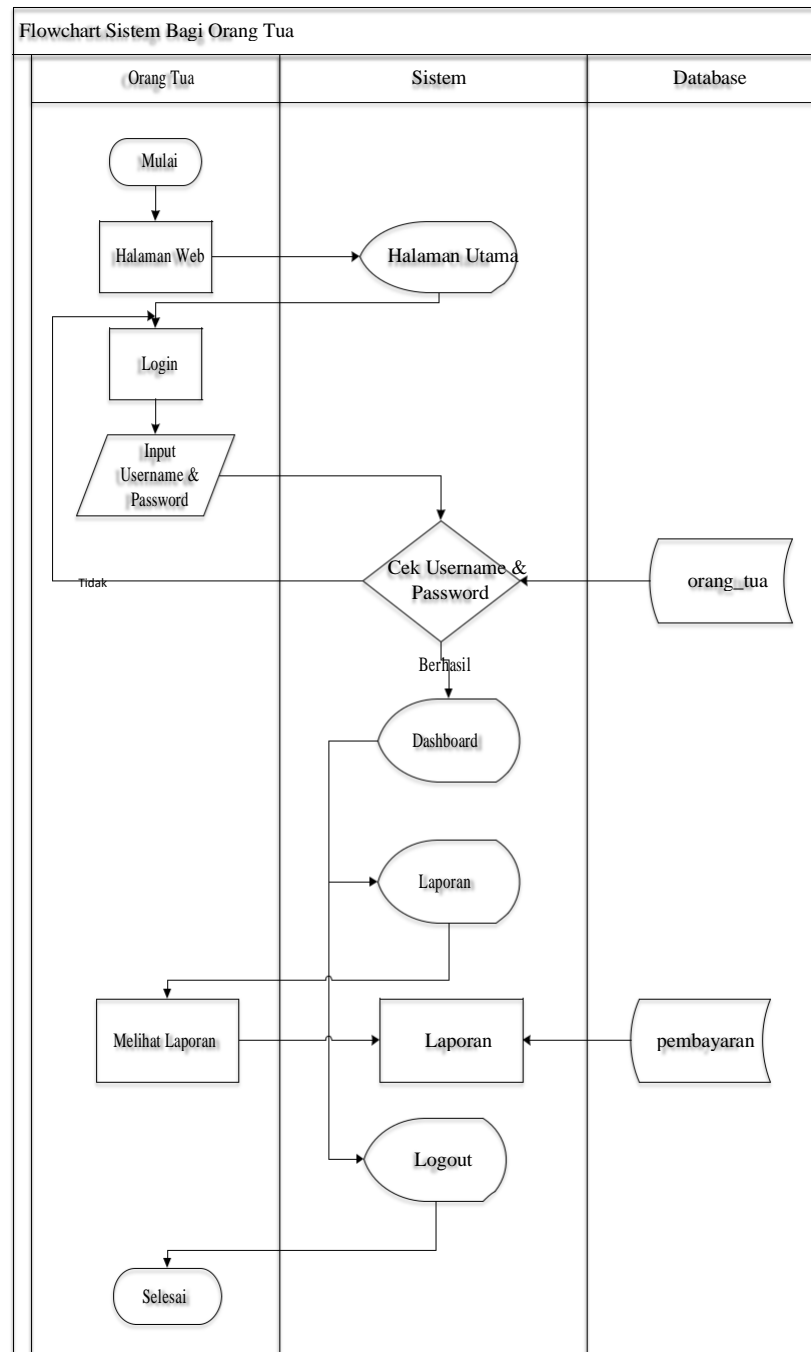 Flowchart Sistem Bagi Orang Tua
Orang Tua
Sistem
Database
Mulai
Halaman Web
Halaman Utama
Login
Input
Username &
Password
Cek Username &
Password
orang_tua
Tidak
Berhasil
Dashboard
Laporan
Melihat Laporan
Laporan
pembayaran
Logout
Selesai